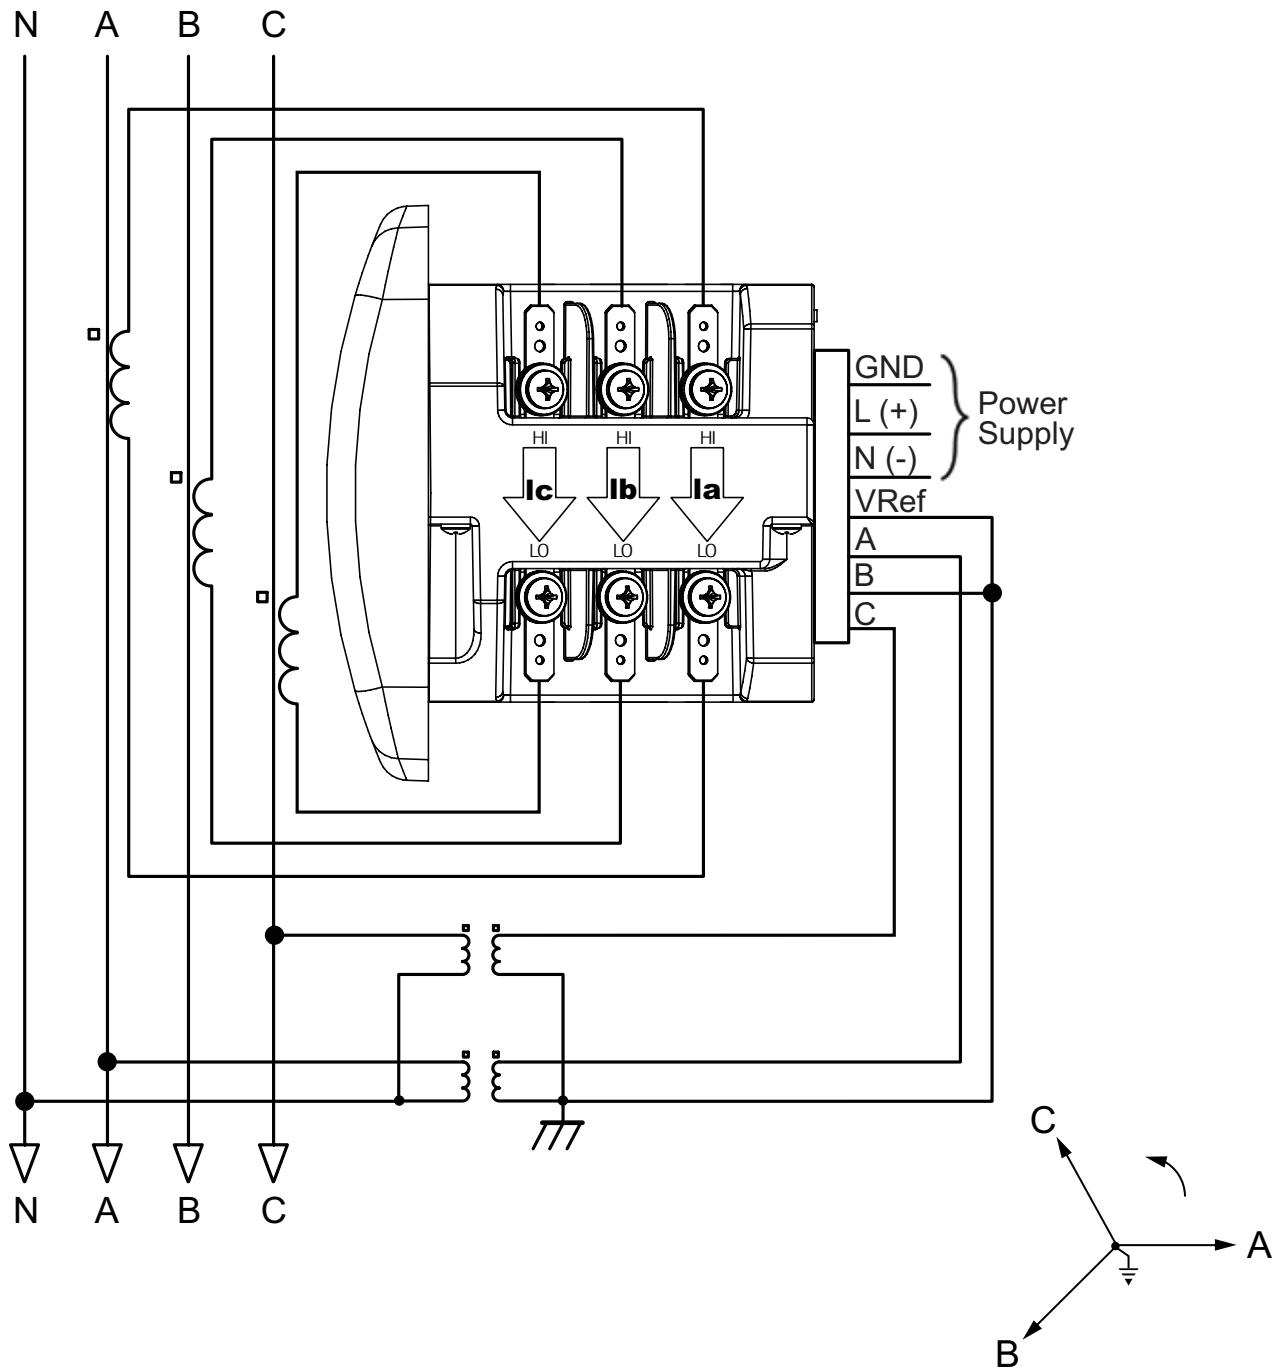 N A B C
GND
L (+)
N (-)
Power
Supply
VRef
A
B
C
HI HI HI
Ic Ib Ia
LO LO LO
N A B C
C
A
B